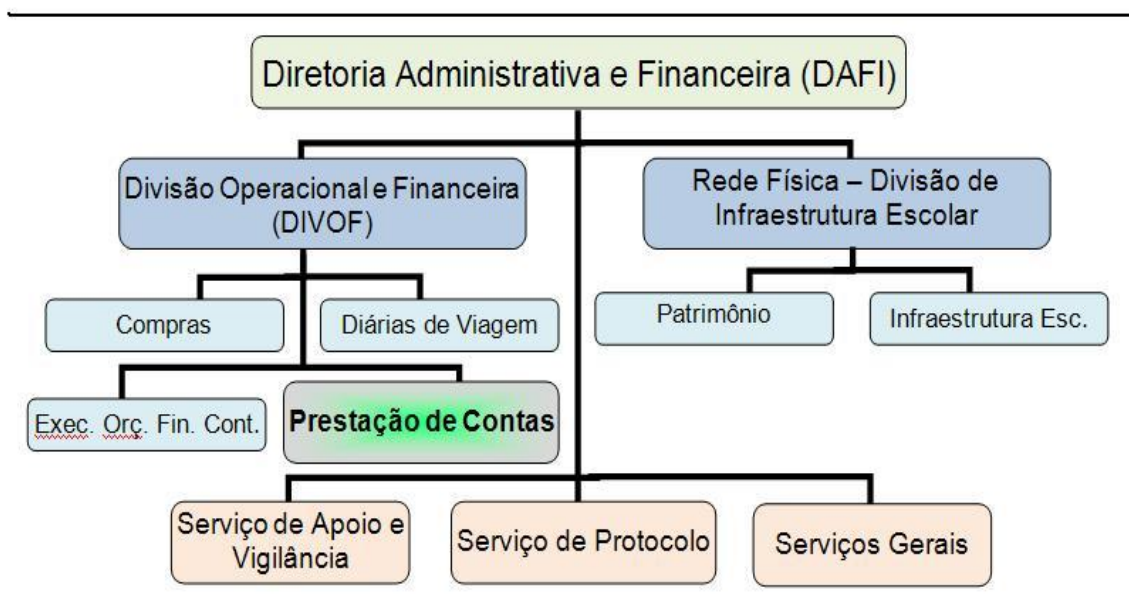 Diretoria Administrativa e Financeira (DAFI)
Divisão Operacional e Financeira
(DIVOF)
Rede Física – Divisão de
Infraestrutura Escolar
Compras
Diárias de Viagem
Patrimônio
Infraestrutura Esc.
Exec. Orç. Fin. Cont.
Prestação de Contas
Serviço de Apoio e
Vigilância
Serviço de Protocolo
Serviços Gerais